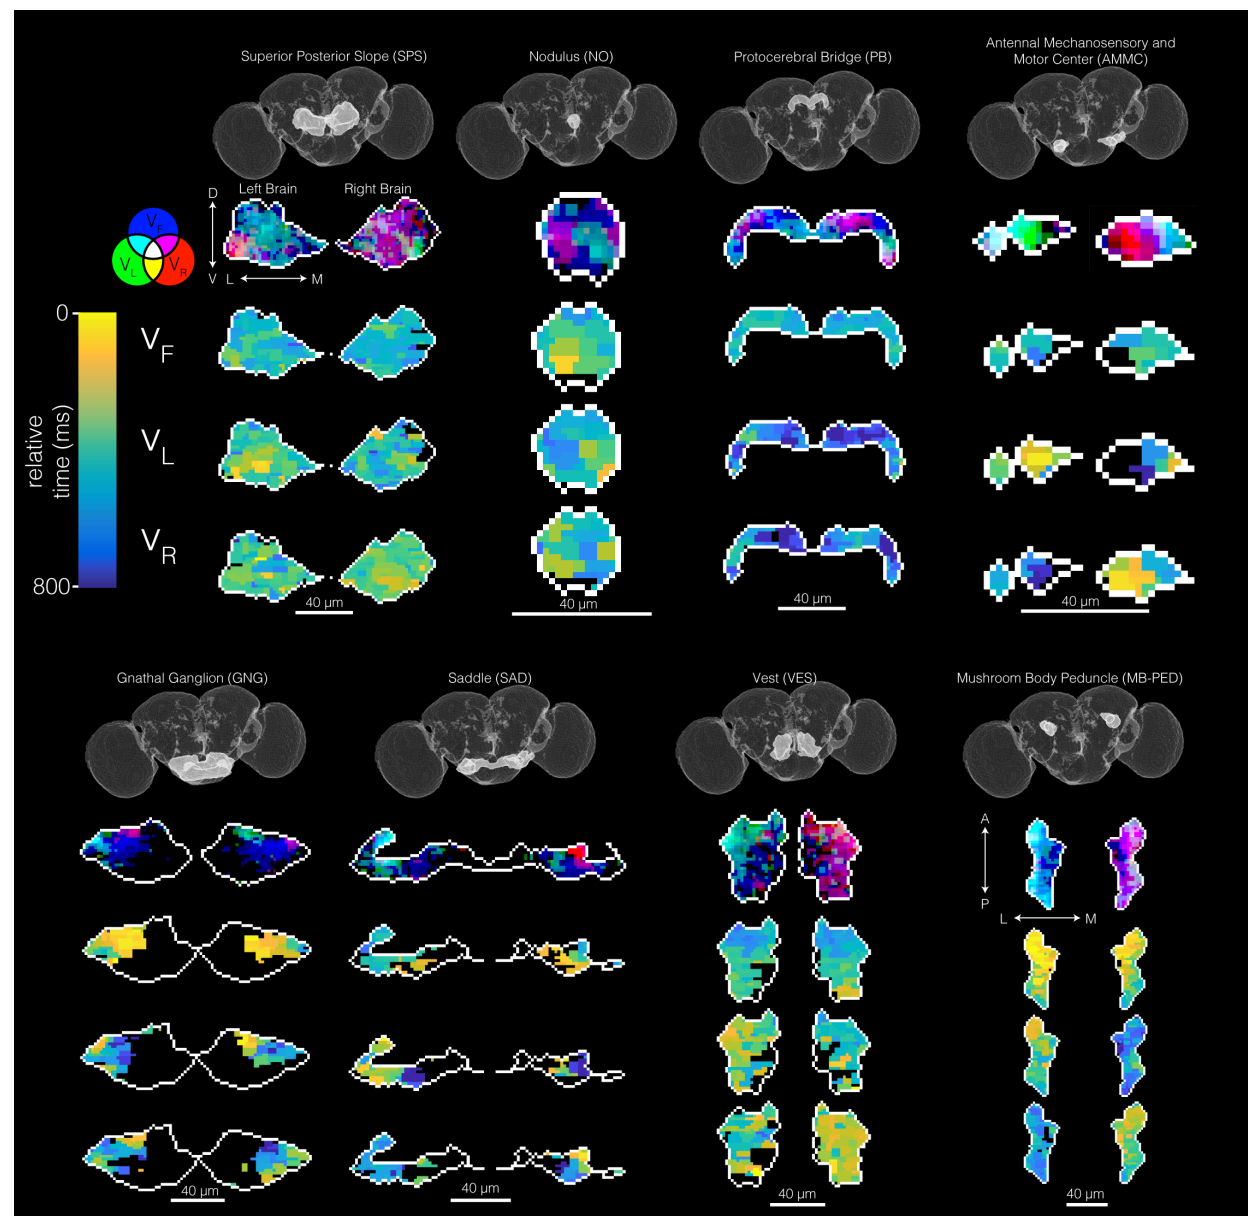 Superior Posterior Slope (SPS)
Nodulus (NO)
Protocerebral Bridge (PB)
Antennal Mechanosensory and
Motor Center (AMMC)
D
Left Brain
Right Brain
V
L
M
VF
VL
VR
0
relative
time (ms)
800
VF
VL
VR
40 µm
40 µm
40 µm
40 µm
Gnathal Ganglion (GNG)
Saddle (SAD)
Vest (VES)
Mushroom Body Peduncle (MB-PED)
A
P
L
M
40 µm
40 µm
40 µm
40 µm